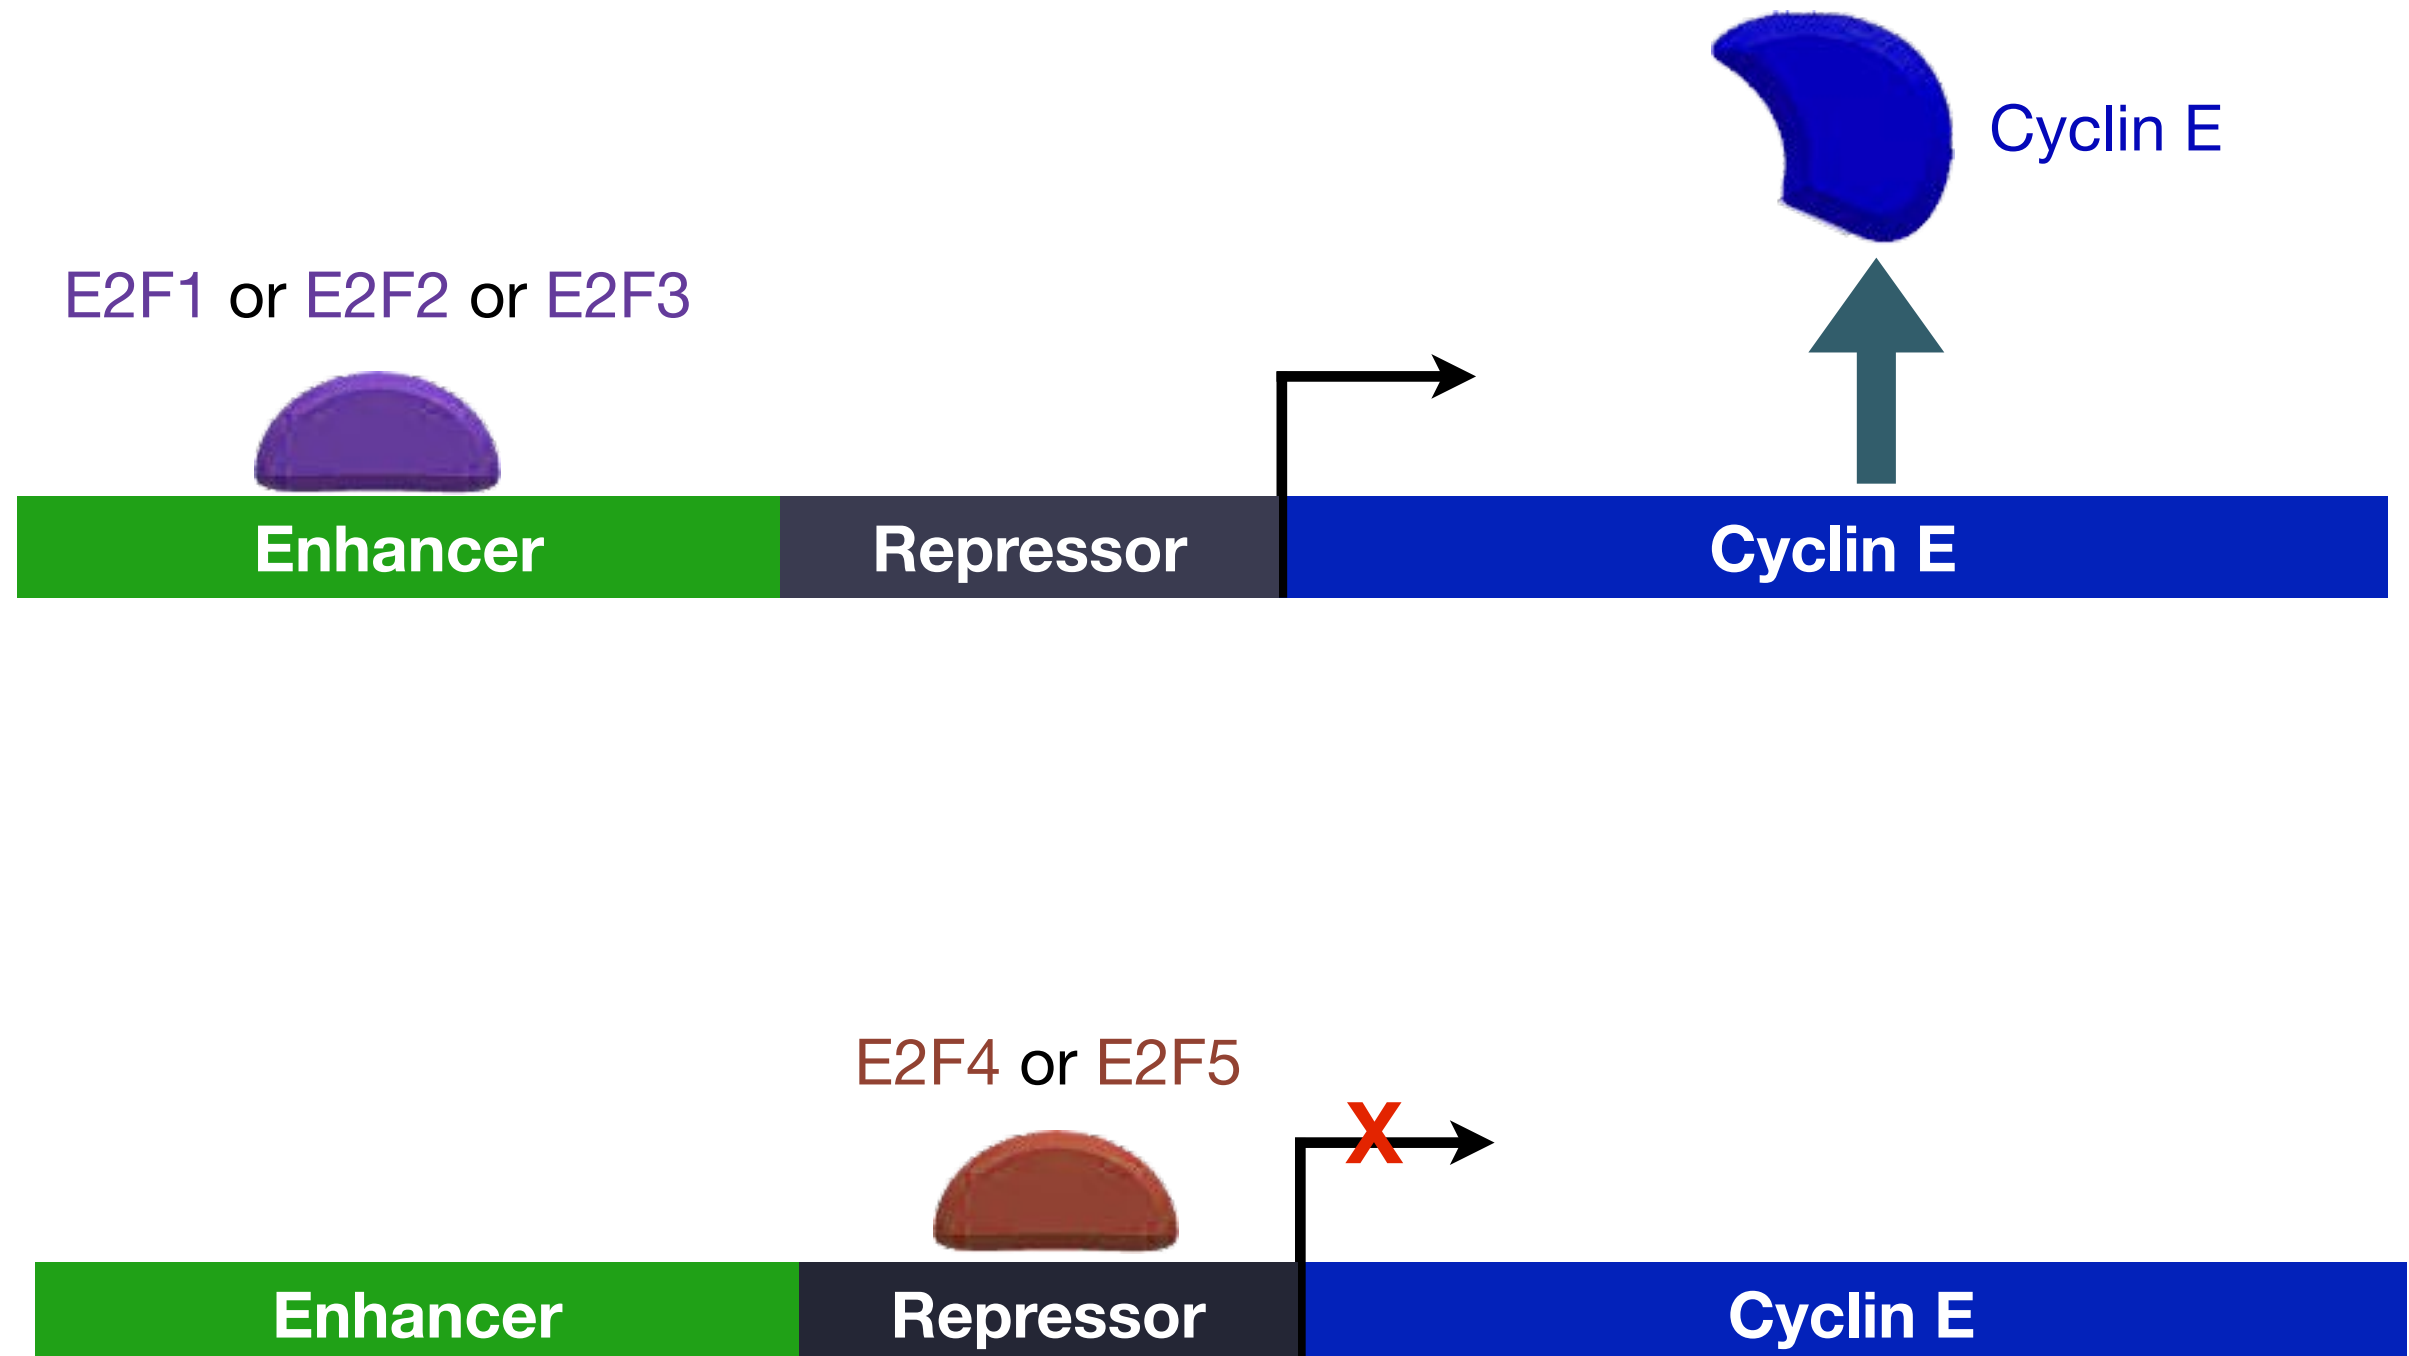 Cyclin E
E2F1 or E2F2 or E2F3
Enhancer Repressor Cyclin E
E2F4 or E2F5
X
Enhancer Repressor Cyclin E